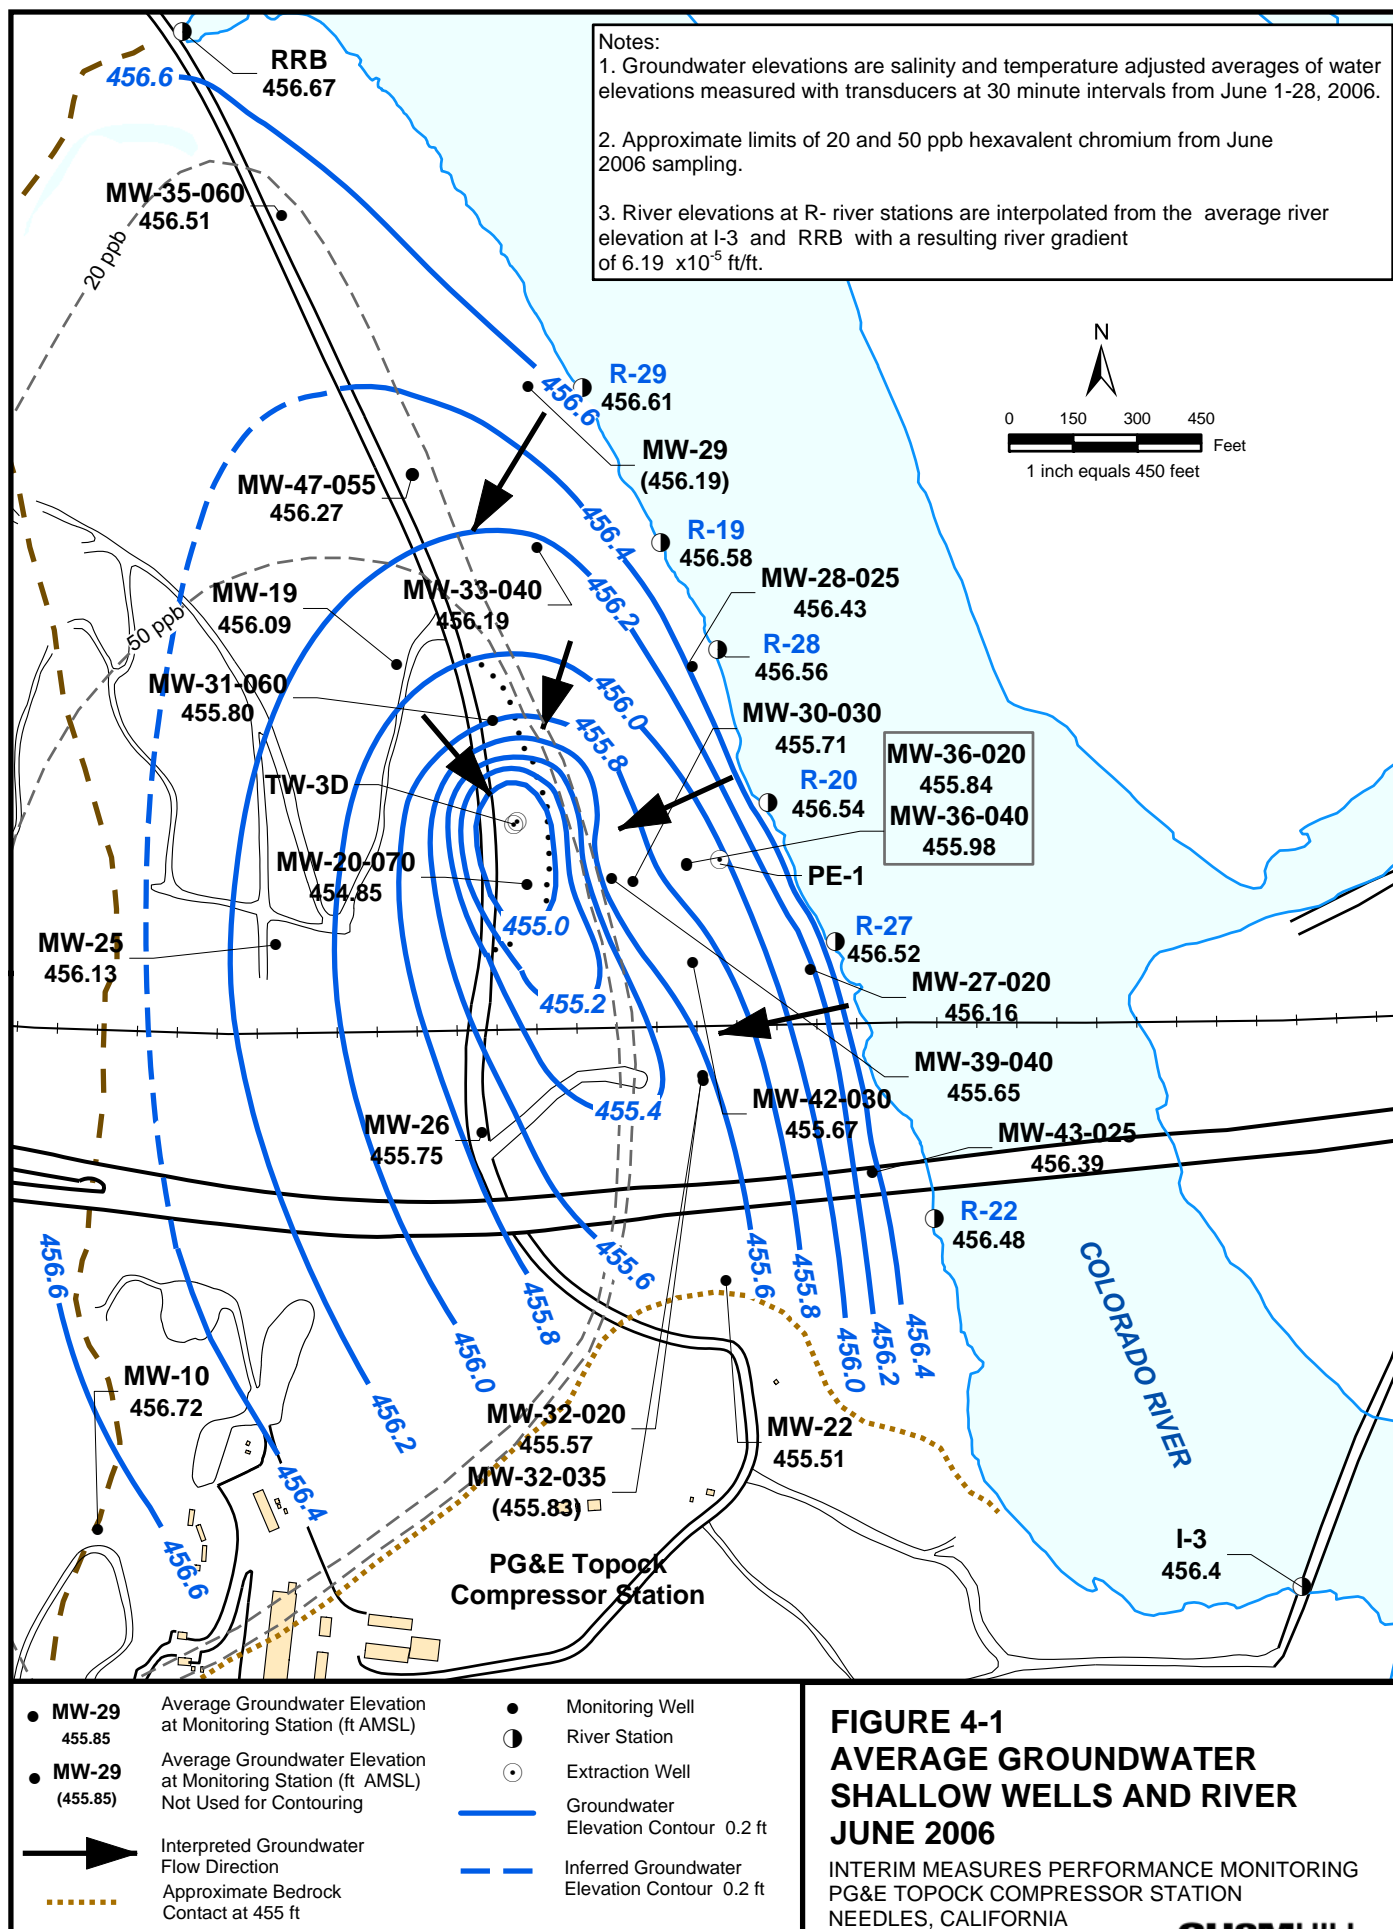 RRB
456.67
456.6
Notes:
1. Groundwater elevations are salinity and temperature adjusted averages of water
elevations measured with transducers at 30 minute intervals from June 1-28, 2006.
2. Approximate limits of 20 and 50 ppb hexavalent chromium from June
2006 sampling.
3. River elevations at R- river stations are interpolated from the average river
elevation at I-3 and RRB with a resulting river gradient
of 6.19 x10-5 ft/ft.
MW-35-060
456.51
20 ppb
N
0 150 300 450
Feet
1 inch equals 450 feet
R-29
456.61
456.6
MW-29
(456.19)
MW-47-055
456.27
456.4
R-19
456.58
MW-28-025
456.43
MW-19
456.09
MW-33-040
456.19
456.2
50 ppb
R-28
456.56
MW-31-060
455.80
456.0
MW-30-030
455.71
455.8
MW-36-020
455.84
MW-36-040
455.98
TW-3D
R-20
456.54
MW-20-070
454.85
PE-1
455.0
R-27
456.52
MW-25
456.13
455.2
MW-27-020
456.16
MW-39-040
455.65
455.4
MW-42-030
455.67
MW-26
455.75
MW-43-025
456.39
R-22
456.48
456.6
455.6
455.6
455.8
455.8
456.0
456.0
456.2
456.4
COLORADO RIVER
MW-10
456.72
456.2
MW-32-020
455.57
MW-22
455.51
MW-32-035
(455.83)
456.4
456.6
I-3
456.4
PG&E Topock
Compressor Station
MW-29
455.85
Average Groundwater Elevation
at Monitoring Station (ft AMSL)
MW-29
(455.85)
Average Groundwater Elevation
at Monitoring Station (ft AMSL)
Not Used for Contouring
Interpreted Groundwater
Flow Direction
Approximate Bedrock
Contact at 455 ft
Monitoring Well
River Station
Extraction Well
Groundwater
Elevation Contour 0.2 ft
Inferred Groundwater
Elevation Contour 0.2 ft
FIGURE 4-1
AVERAGE GROUNDWATER
SHALLOW WELLS AND RIVER
JUNE 2006
INTERIM MEASURES PERFORMANCE MONITORING
PG&E TOPOCK COMPRESSOR STATION
NEEDLES, CALIFORNIA